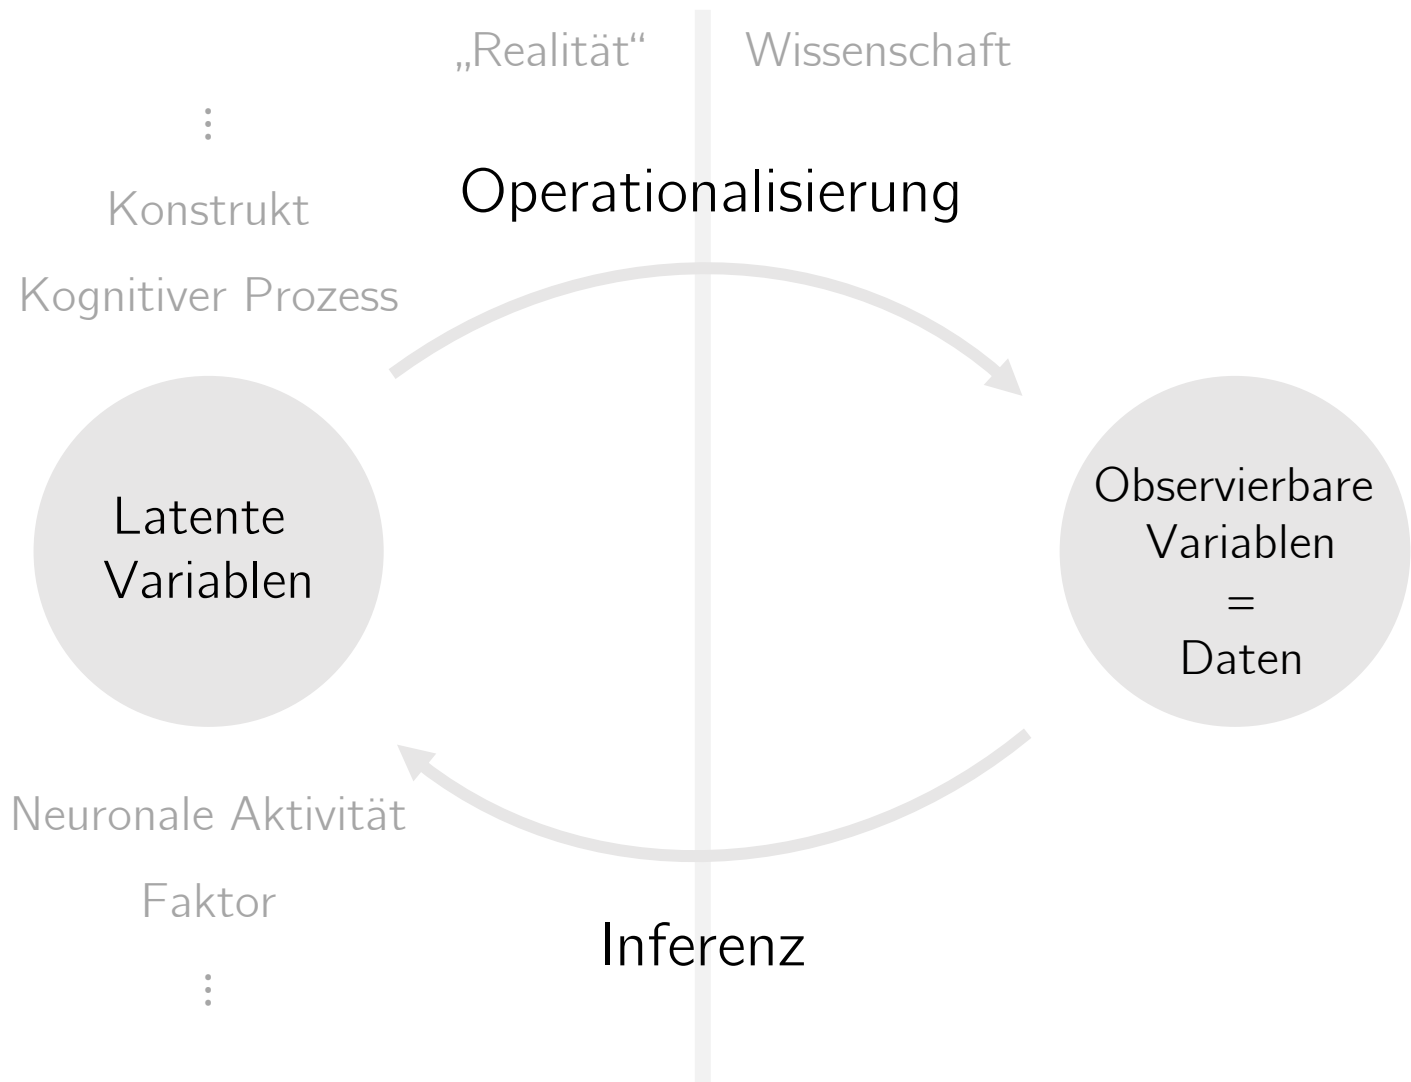 „Realität“ Wissenschaft
⋮
Operationalisierung
Konstrukt
Kognitiver Prozess
Latente
Variablen
Observierbare
Variablen
=
Daten
Neuronale Aktivität
Faktor
Inferenz
⋮